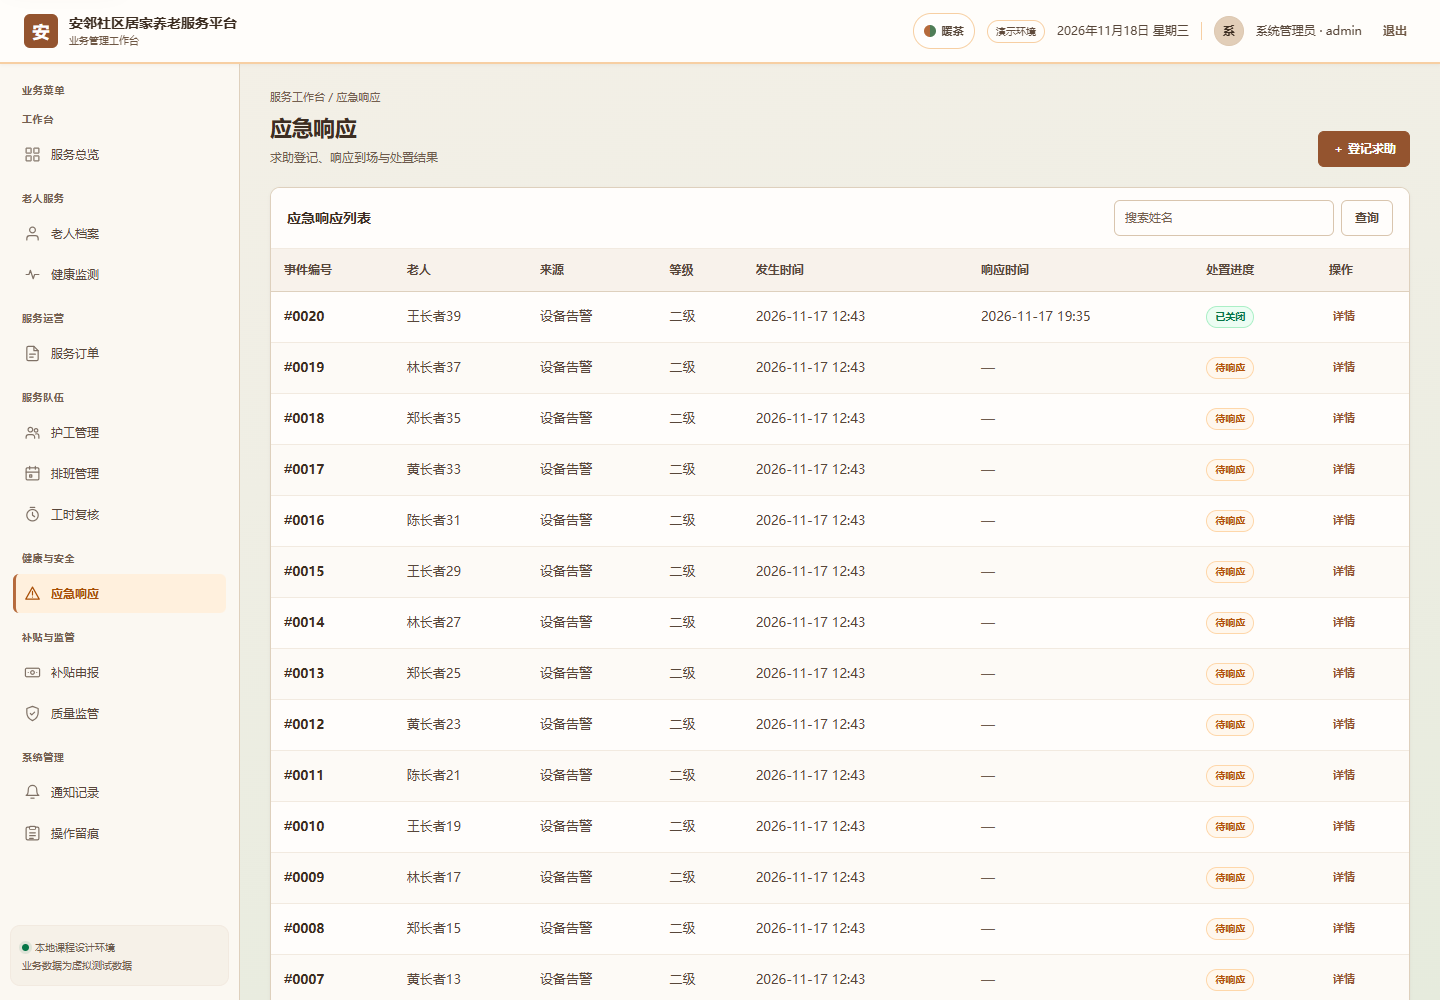 安
安邻社区居家养老服务平台
业务管理工作台
暖茶
演示环境
2026年11月18日 星期三
系
系统管理员 · admin
退出
业务菜单
工作台
服务总览
老人服务
老人档案
健康监测
服务运营
服务订单
服务队伍
护工管理
排班管理
工时复核
健康与安全
应急响应
补贴与监管
补贴申报
质量监管
系统管理
通知记录
操作留痕
本地课程设计环境
业务数据为虚拟测试数据
服务工作台 / 应急响应
应急响应
求助登记、响应到场与处置结果
+ 登记求助
应急响应列表
搜索姓名
查询
事件编号 老人 来源 等级 发生时间 响应时间 处置进度 操作
#0020 王长者39 设备告警 二级 2026-11-17 12:43 2026-11-17 19:35 已关闭 详情
#0019 林长者37 设备告警 二级 2026-11-17 12:43 — 待响应 详情
#0018 郑长者35 设备告警 二级 2026-11-17 12:43 — 待响应 详情
#0017 黄长者33 设备告警 二级 2026-11-17 12:43 — 待响应 详情
#0016 陈长者31 设备告警 二级 2026-11-17 12:43 — 待响应 详情
#0015 王长者29 设备告警 二级 2026-11-17 12:43 — 待响应 详情
#0014 林长者27 设备告警 二级 2026-11-17 12:43 — 待响应 详情
#0013 郑长者25 设备告警 二级 2026-11-17 12:43 — 待响应 详情
#0012 黄长者23 设备告警 二级 2026-11-17 12:43 — 待响应 详情
#0011 陈长者21 设备告警 二级 2026-11-17 12:43 — 待响应 详情
#0010 王长者19 设备告警 二级 2026-11-17 12:43 — 待响应 详情
#0009 林长者17 设备告警 二级 2026-11-17 12:43 — 待响应 详情
#0008 郑长者15 设备告警 二级 2026-11-17 12:43 — 待响应 详情
#0007 黄长者13 设备告警 二级 2026-11-17 12:43 — 待响应 详情